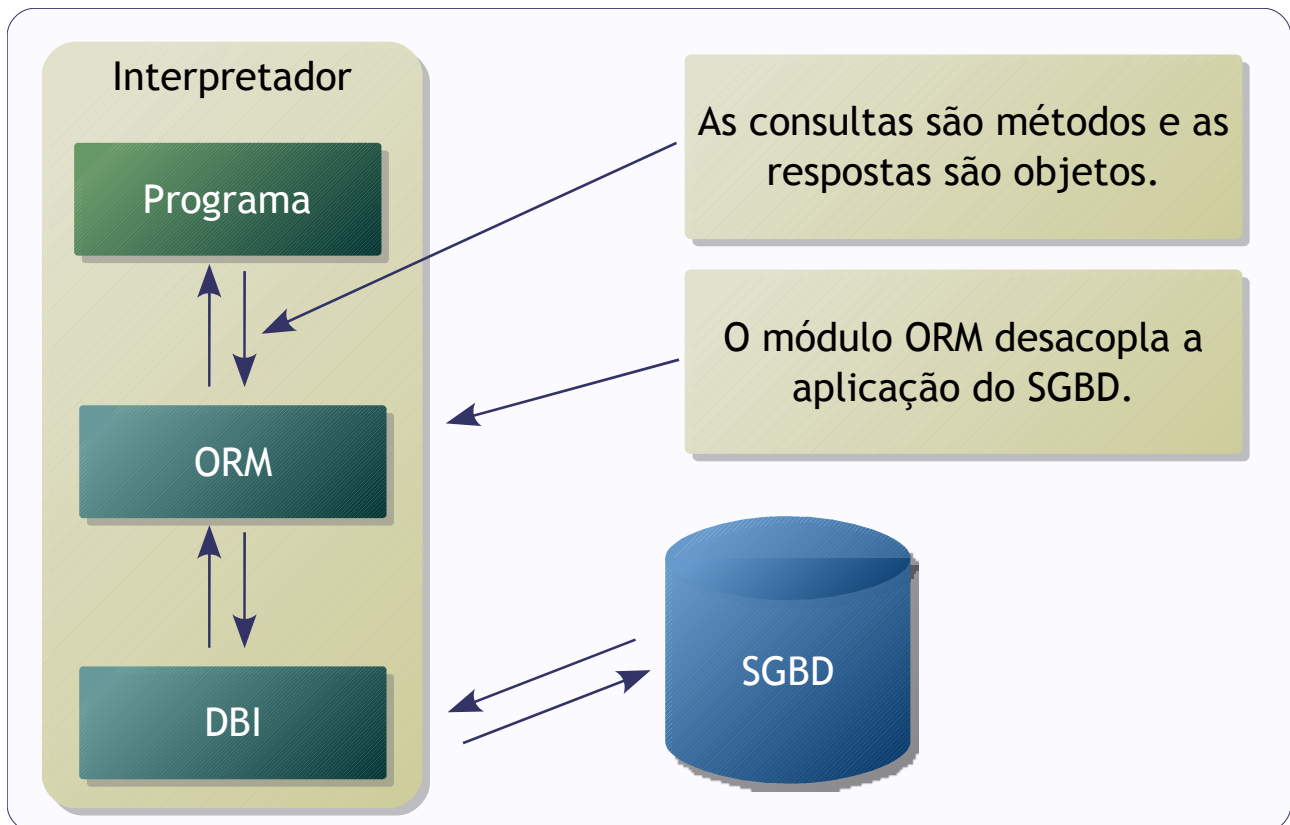 Interpretador
Programa
ORM
DBI
As consultas são métodos e as
respostas são objetos.
O módulo ORM desacopla a
aplicação do SGBD.
SGBD